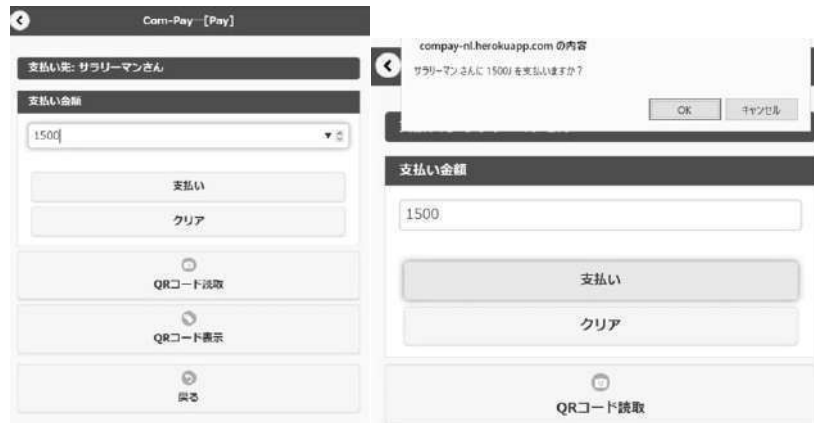 Com-Pay—[Pay]
支払い先: サラリーマンさん
支払い金額
1500
支払い
クリア
QRコード読取
QRコード表示
戻る
compay-nl.herokuapp.com の内容
サラリーマン さんに 1500J を支払いますか？
OK
キャンセル
支払い金額
1500
支払い
クリア
QRコード読取